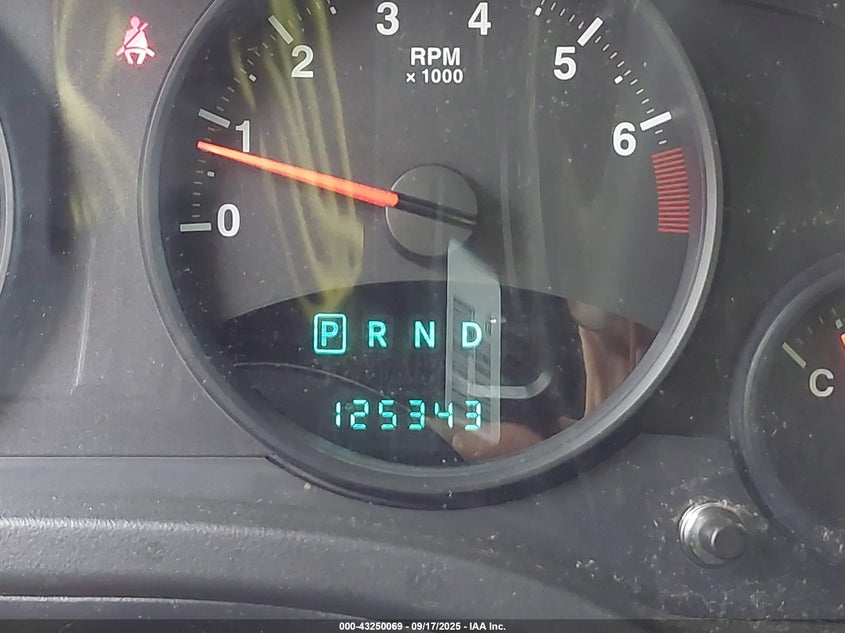 3 4
2 RPM 5
× 1000
1 6
0
P R N D
125343
C
000-43250069 - 09/17/2025 - IAA Inc.